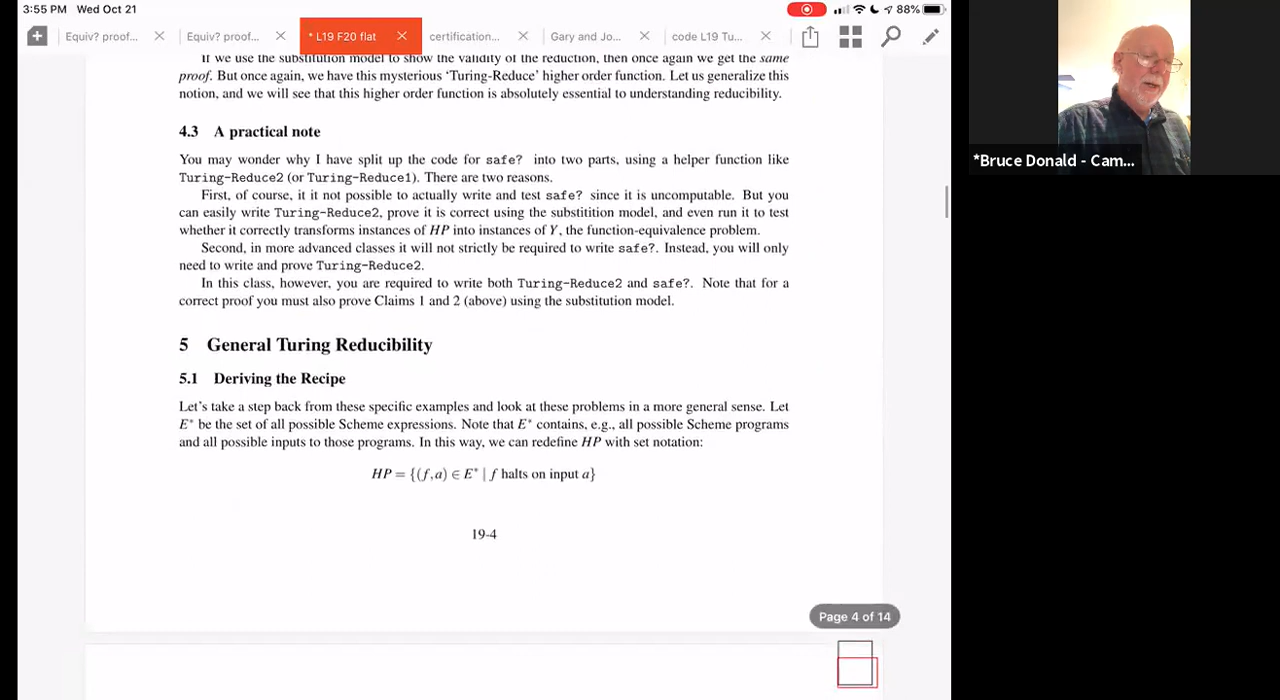 3:55 PM Wed Oct 21
88%
Equiv? proof...
Equiv? proof...
* L19 F20 flat
certification...
Gary and Jo...
code L19 Tu...
If we use the substitution model to show the validity of the reduction, then once again we get the same
proof. But once again, we have this mysterious 'Turing-Reduce' higher order function. Let us generalize this
notion, and we will see that this higher order function is absolutely essential to understanding reducibility.
4.3 A practical note
You may wonder why I have split up the code for safe? into two parts, using a helper function like
Turing-Reduce2 (or Turing-Reduce1). There are two reasons.
First, of course, it it not possible to actually write and test safe? since it is uncomputable. But you
can easily write Turing-Reduce2, prove it is correct using the substitition model, and even run it to test
whether it correctly transforms instances of HP into instances of Y, the function-equivalence problem.
Second, in more advanced classes it will not strictly be required to write safe?. Instead, you will only
need to write and prove Turing-Reduce2.
In this class, however, you are required to write both Turing-Reduce2 and safe?. Note that for a
correct proof you must also prove Claims 1 and 2 (above) using the substitution model.
5 General Turing Reducibility
5.1 Deriving the Recipe
Let's take a step back from these specific examples and look at these problems in a more general sense. Let
E* be the set of all possible Scheme expressions. Note that E* contains, e.g., all possible Scheme programs
and all possible inputs to those programs. In this way, we can redefine HP with set notation:
HP = {(f,a) ∈ E* | f halts on input a}
19-4
Page 4 of 14
*Bruce Donald - Cam...